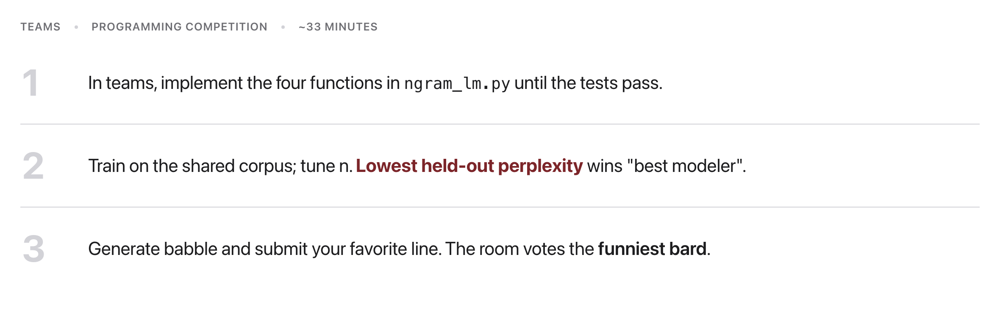 TEAMS • PROGRAMMING COMPETITION • ~33 MINUTES
1 In teams, implement the four functions in ngram_lm.py until the tests pass.
2 Train on the shared corpus; tune n. Lowest held-out perplexity wins "best modeler".
3 Generate babble and submit your favorite line. The room votes the funniest bard.